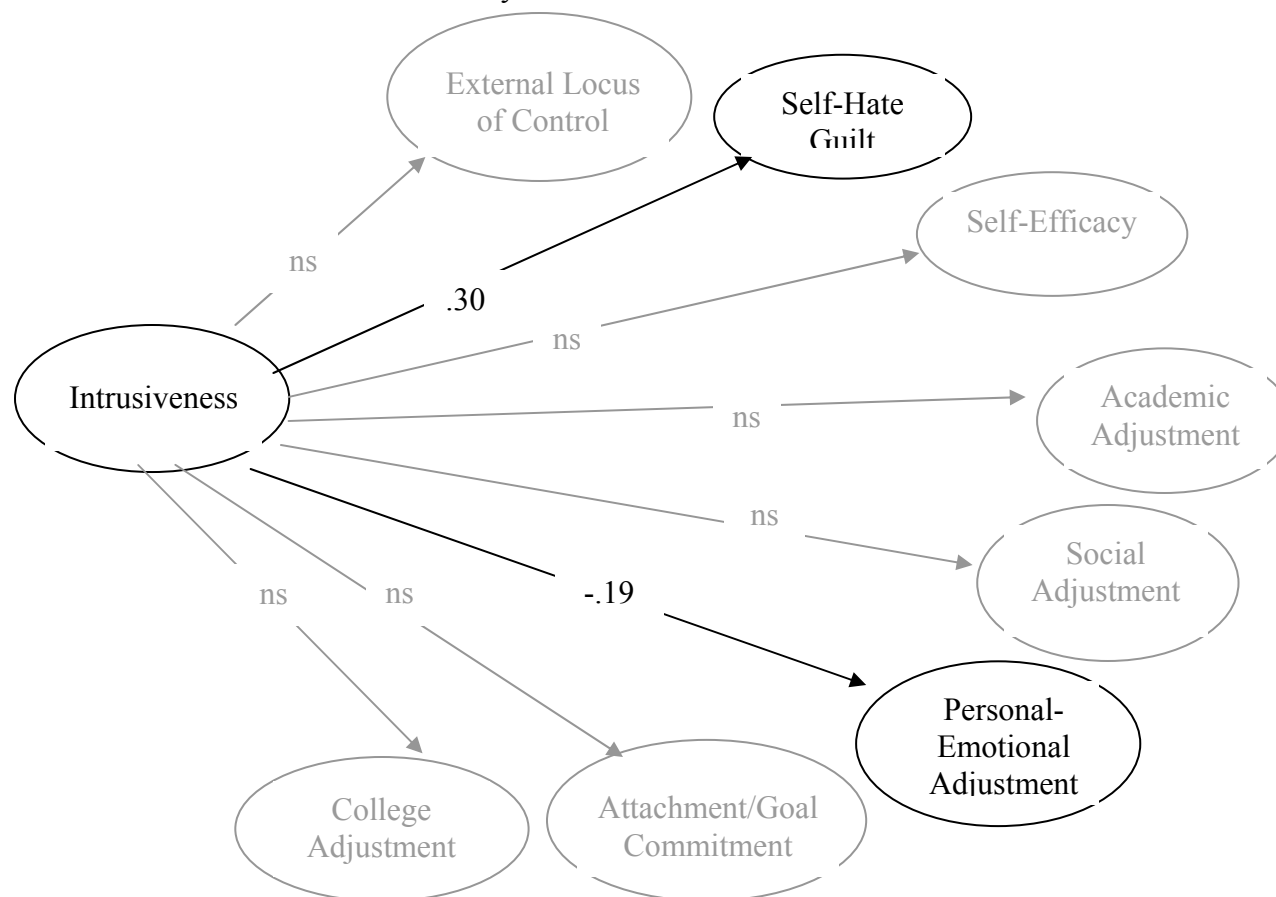 External Locus
of Control
Self-Hate
Guilt
Self-Efficacy
ns
.30
ns
Intrusiveness
ns
Academic
Adjustment
ns
Social
Adjustment
ns
ns
-.19
Personal-
Emotional
Adjustment
College
Adjustment
Attachment/Goal
Commitment